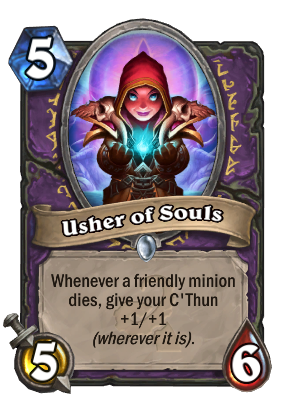 5
Usher of Souls
Whenever a friendly minion
dies, give your C'Thun
+1/+1
(wherever it is).
5
6